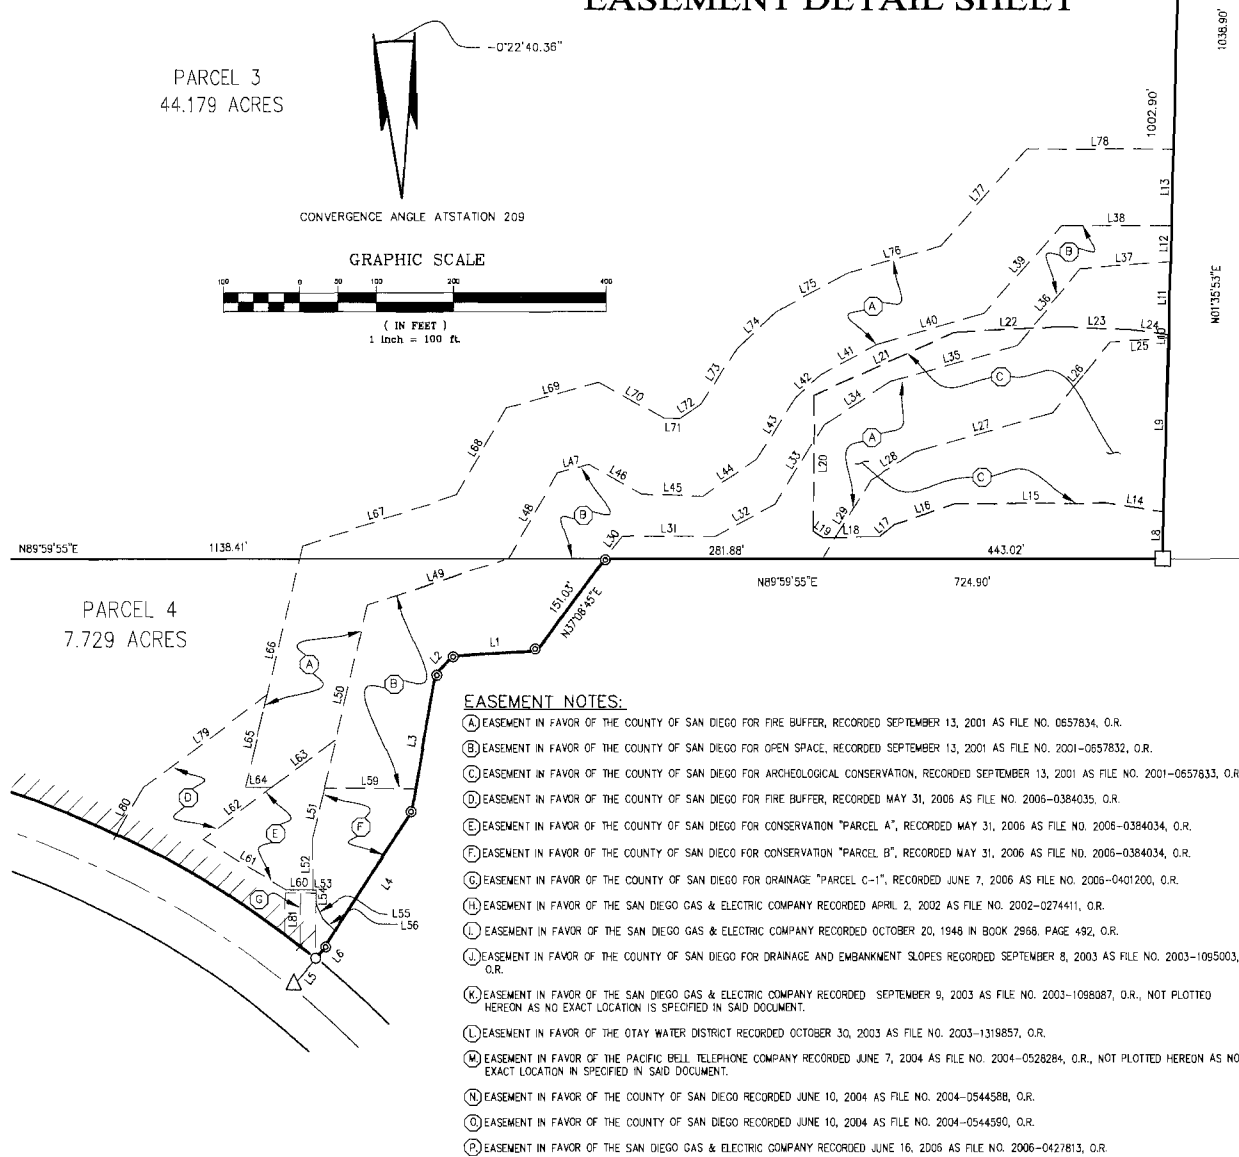 EASEMENT DETAIL SHEET
1038.90'
-0°22'40.36"
PARCEL 3
44.179 ACRES
1002.90'
L78
L13
L77
CONVERGENCE ANGLE ATSTATION 209
L38
L12
L76
L39
B
L37
GRAPHIC SCALE
L75
L36
L11
N01°35'53"E
100 0 50 100 200 400
A
L74
L40
L22
L23
L24
( IN FEET )
1 inch = 100 ft.
L41
L21
L35
L25
L10
L73
L42
C
L26
L69
L70
L72
L34
L71
L43
L68
A
L27
L9
L33
L20
L47
L46
L44
L28
C
L45
L67
L48
B
L32
L29
L16
L15
L14
L30
L31
L19
L18
L17
L8
N89°59'55"E
1138.41'
281.88'
443.02'
L49
N89°59'55"E
724.90'
151.03'
N37°08'45"E
PARCEL 4
7.729 ACRES
L66
L1
L2
A
B
L50
L79
L65
L63
L3
L64
L59
D
L80
L62
E
L51
F
L61
L52
L4
L60
L53
G
L54
L81
L55
L56
L6
L5
EASEMENT NOTES:
A. EASEMENT IN FAVOR OF THE COUNTY OF SAN DIEGO FOR FIRE BUFFER, RECORDED SEPTEMBER 13, 2001 AS FILE NO. 0657834, O.R.
B. EASEMENT IN FAVOR OF THE COUNTY OF SAN DIEGO FOR OPEN SPACE, RECORDED SEPTEMBER 13, 2001 AS FILE NO. 2001-0657832, O.R.
C. EASEMENT IN FAVOR OF THE COUNTY OF SAN DIEGO FOR ARCHEOLOGICAL CONSERVATION, RECORDED SEPTEMBER 13, 2001 AS FILE NO. 2001-0657833, O.R
D. EASEMENT IN FAVOR OF THE COUNTY OF SAN DIEGO FOR FIRE BUFFER, RECORDED MAY 31, 2006 AS FILE NO. 2006-0384035, O.R.
E. EASEMENT IN FAVOR OF THE COUNTY OF SAN DIEGO FOR CONSERVATION "PARCEL A", RECORDED MAY 31, 2006 AS FILE NO. 2006-0384034, O.R.
F. EASEMENT IN FAVOR OF THE COUNTY OF SAN DIEGO FOR CONSERVATION "PARCEL B", RECORDED MAY 31, 2006 AS FILE NO. 2006-0384034, O.R.
G. EASEMENT IN FAVOR OF THE COUNTY OF SAN DIEGO FOR DRAINAGE "PARCEL C-1", RECORDED JUNE 7, 2006 AS FILE NO. 2006-0401200, O.R.
H. EASEMENT IN FAVOR OF THE SAN DIEGO GAS & ELECTRIC COMPANY RECORDED APRIL 2, 2002 AS FILE NO. 2002-0274411, O.R.
I. EASEMENT IN FAVOR OF THE SAN DIEGO GAS & ELECTRIC COMPANY RECORDED OCTOBER 20, 1948 IN BOOK 2968, PAGE 492, O.R.
J. EASEMENT IN FAVOR OF THE COUNTY OF SAN DIEGO FOR DRAINAGE AND EMBANKMENT SLOPES RECORDED SEPTEMBER 8, 2003 AS FILE NO. 2003-1095003,
O.R.
K. EASEMENT IN FAVOR OF THE SAN DIEGO GAS & ELECTRIC COMPANY RECORDED SEPTEMBER 9, 2003 AS FILE NO. 2003-1098087, O.R., NOT PLOTTED
HEREON AS NO EXACT LOCATION IS SPECIFIED IN SAID DOCUMENT.
L. EASEMENT IN FAVOR OF THE OTAY WATER DISTRICT RECORDED OCTOBER 30, 2003 AS FILE NO. 2003-1319857, O.R.
M. EASEMENT IN FAVOR OF THE PACIFIC BELL TELEPHONE COMPANY RECORDED JUNE 7, 2004 AS FILE NO. 2004-0528284, O.R., NOT PLOTTED HEREON AS NO
EXACT LOCATION IN SPECIFIED IN SAID DOCUMENT.
N. EASEMENT IN FAVOR OF THE COUNTY OF SAN DIEGO RECORDED JUNE 10, 2004 AS FILE NO. 2004-0544588, O.R.
O. EASEMENT IN FAVOR OF THE COUNTY OF SAN DIEGO RECORDED JUNE 10, 2004 AS FILE NO. 2004-0544590, O.R.
P. EASEMENT IN FAVOR OF THE SAN DIEGO GAS & ELECTRIC COMPANY RECORDED JUNE 16, 2006 AS FILE NO. 2006-0427813, O.R.